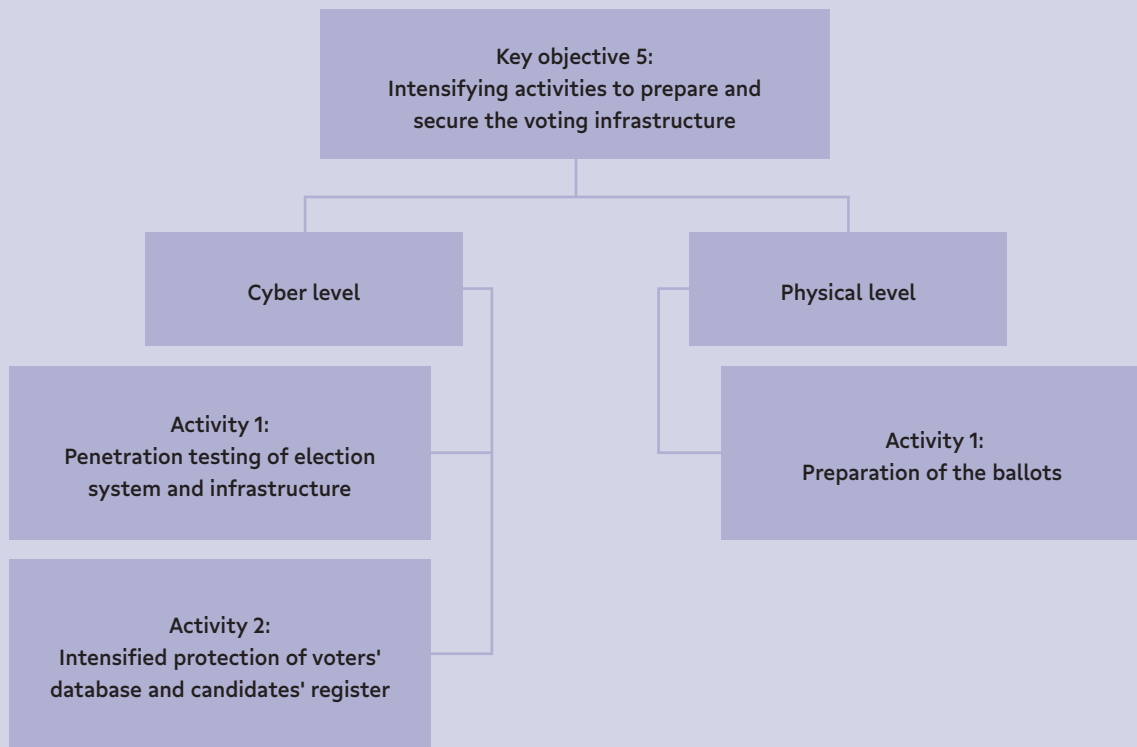 Key objective 5:
Intensifying activities to prepare and
secure the voting infrastructure
Cyber level
Physical level
Activity 1:
Penetration testing of election
system and infrastructure
Activity 1:
Preparation of the ballots
Activity 2:
Intensified protection of voters'
database and candidates' register